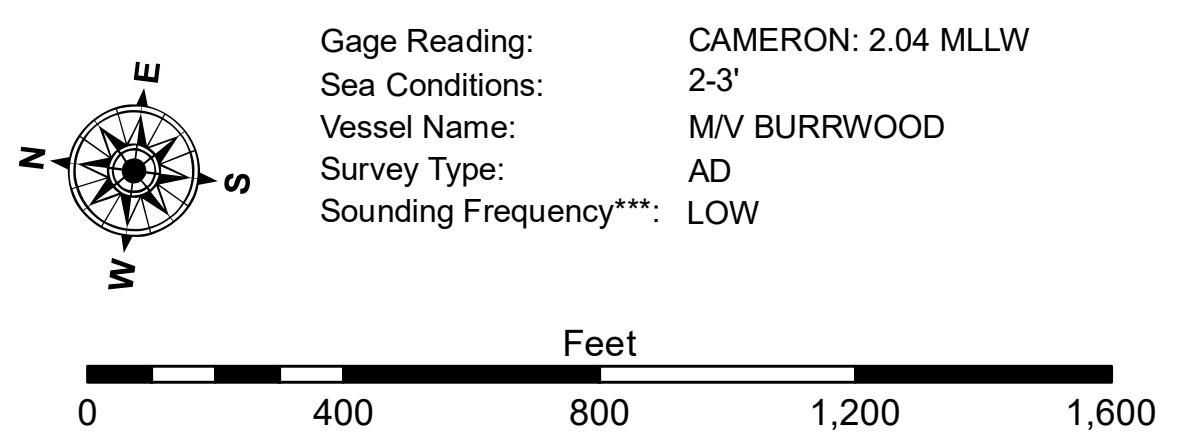 E
N
S
W
Gage Reading: CAMERON: 2.04 MLLW
Sea Conditions: 2-3'
Vessel Name: M/V BURRWOOD
Survey Type: AD
Sounding Frequency***: LOW
Feet
0 400 800 1,200 1,600